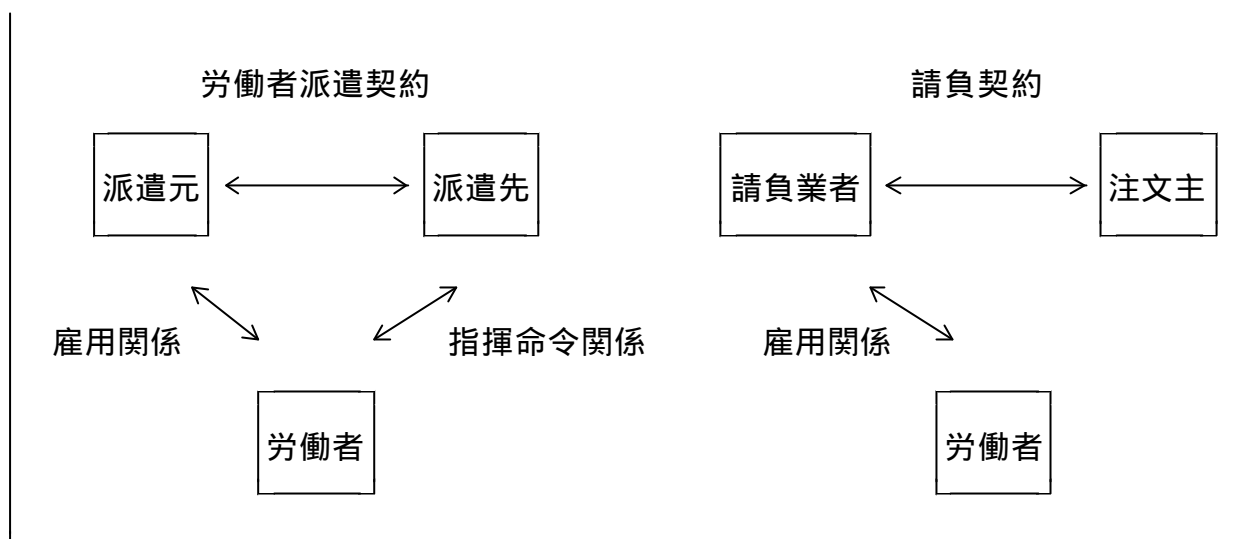 労働者派遣契約
派遣元
派遣先
雇用関係
指揮命令関係
労働者
請負契約
請負業者
注文主
雇用関係
労働者